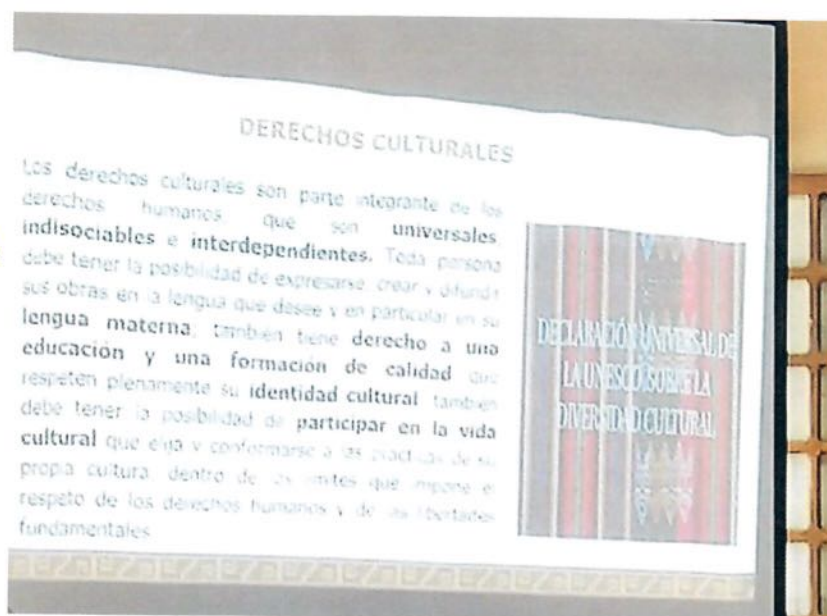 DERECHOS CULTURALES
Los derechos culturales son parte integrante de los
derechos humanos que son universales,
indisociables e interdependientes. Toda persona
debe tener la posibilidad de expresarse, crear y difundir
sus obras en la lengua que desee y en particular en su
lengua materna; también tiene derecho a una
educación y una formación de calidad que
respeten plenamente su identidad cultural también
debe tener la posibilidad de participar en la vida
cultural que elija y conformarse a las prácticas de su
propia cultura, dentro de los límites que impone el
respeto de los derechos humanos y de las libertades
fundamentales
DECLARACIÓN UNIVERSAL DE
LA UNESCO SOBRE LA
DIVERSIDAD CULTURAL